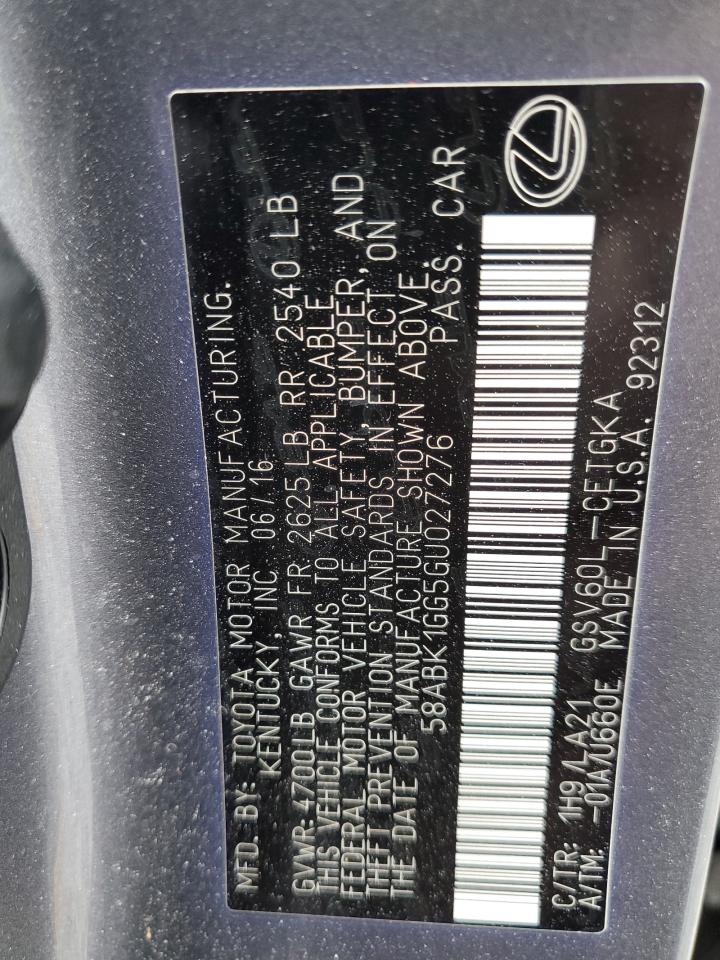 MFD. BY: TOYOTA MOTOR MANUFACTURING.
KENTUCKY, INC 06/16
GVWR 4700LB GAWR FR 2625LB RR 2540 LB
THIS VEHICLE CONFORMS TO ALL APPLICABLE
FEDERAL MOTOR VEHICLE SAFETY, BUMPER, AND
THEFT PREVENTION STANDARDS IN EFFECT ON
THE DATE OF MANUFACTURE SHOWN ABOVE.
58ABK1GG5GU027276 PASS. CAR
C/TR: 1H9/LA21 GSV60L-CETGKA
A/TM: -01A/U660E MADE IN U.S.A. 92312